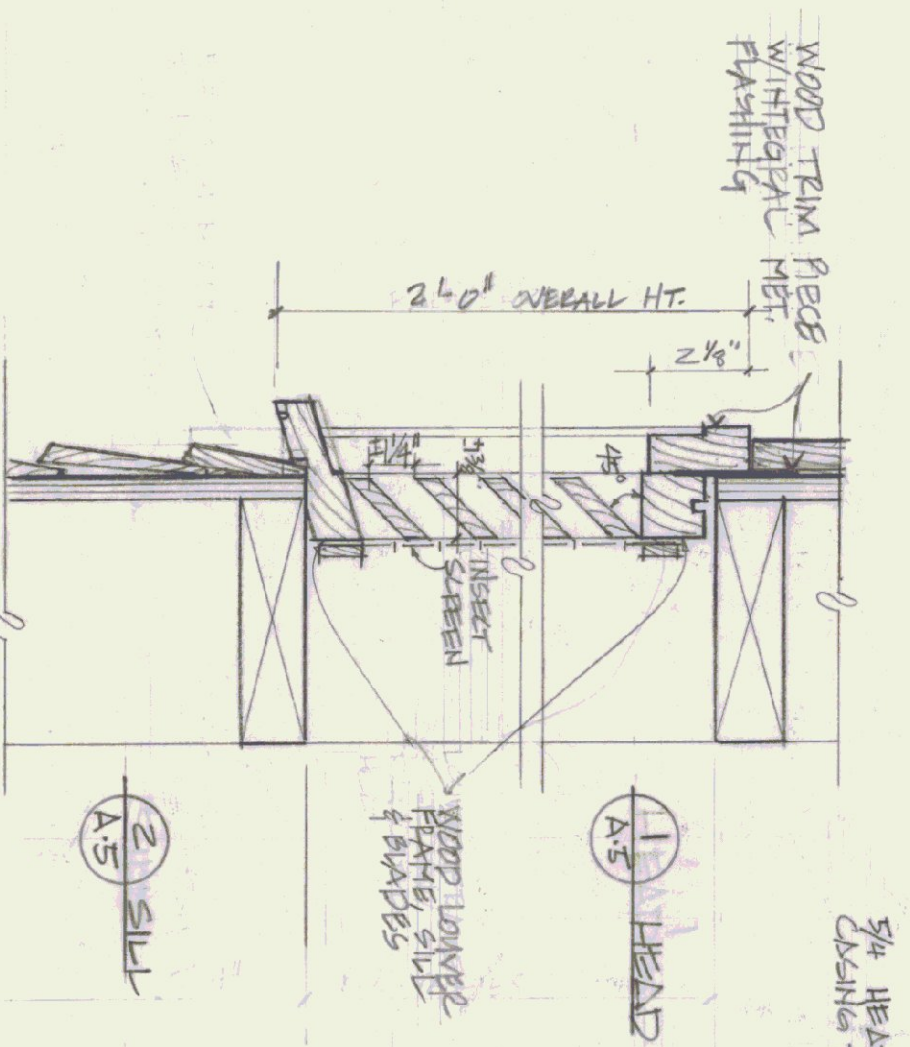 WOOD TRIM PIECE
W/INTEGRAL MET.
FLASHING
2'-0" OVERALL HT.
2 1/8"
45°
1 1/4"
INSECT
SCREEN
WOOD LOUVER
FRAME, SILL
& BLADES
1
A.5
HEAD
2
A.5
SILL
5/4 HEA
CASING